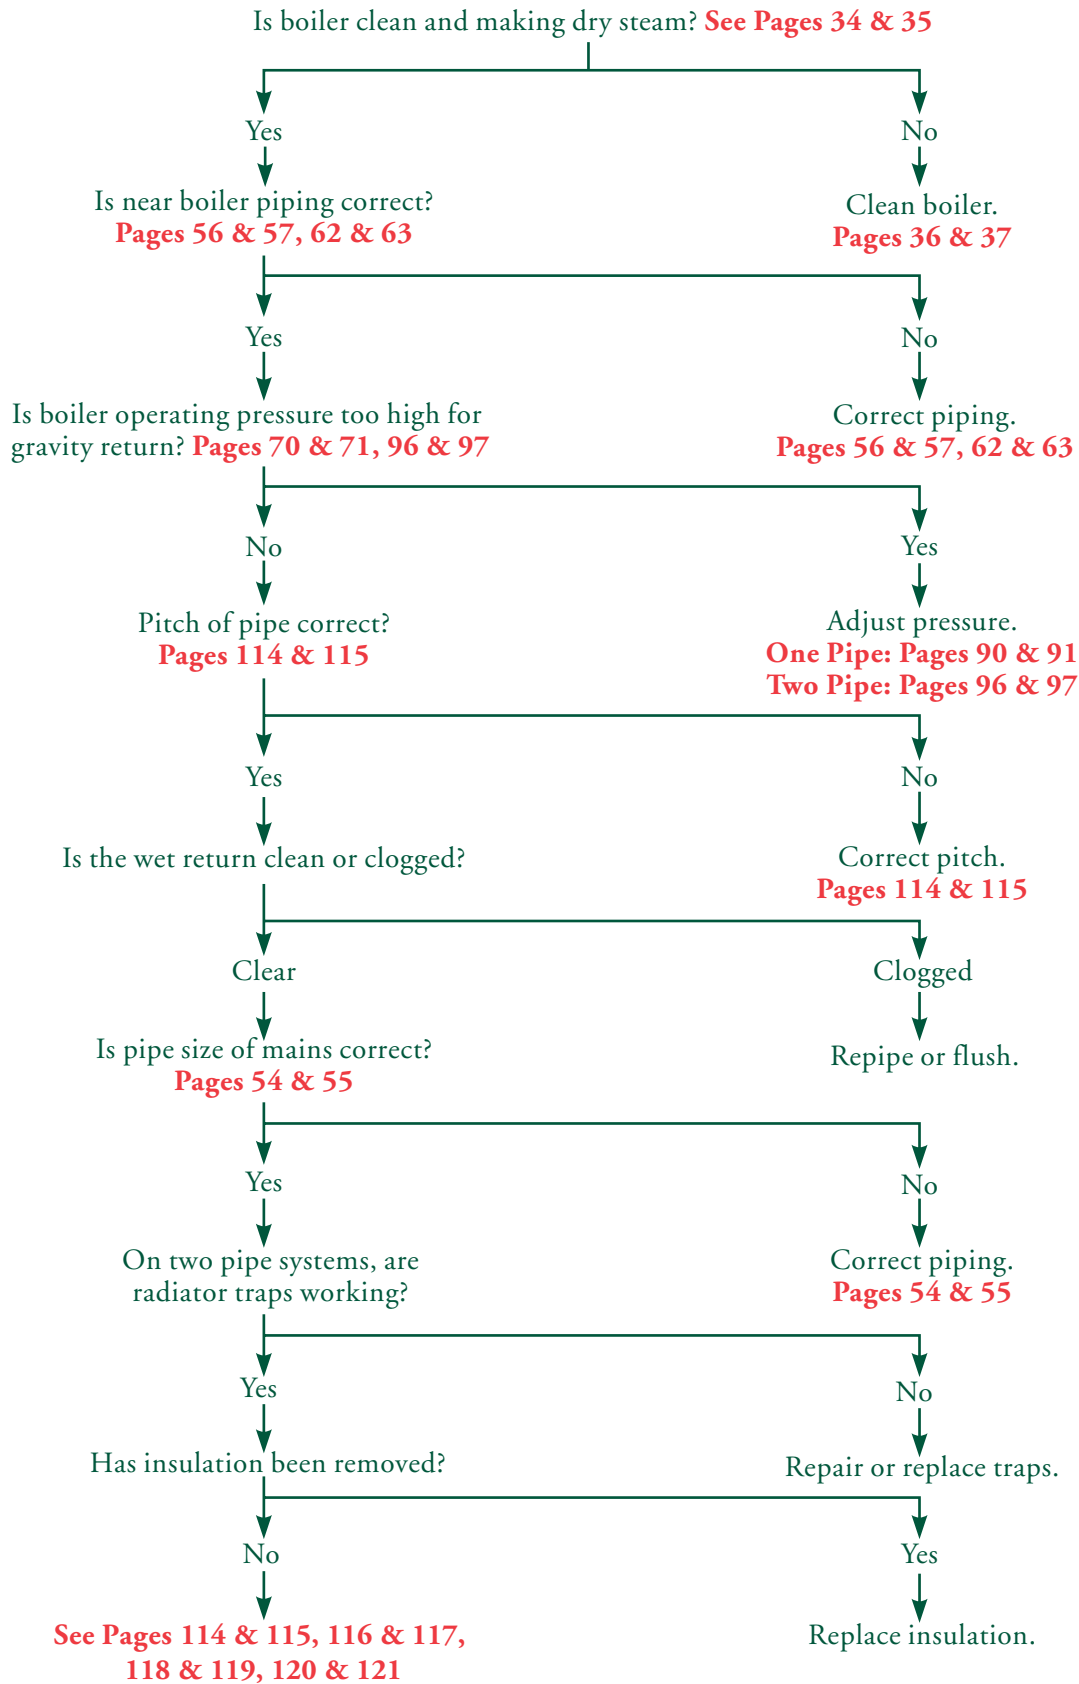 Is boiler clean and making dry steam? See Pages 34 & 35
Yes
No
Is near boiler piping correct?
Pages 56 & 57, 62 & 63
Clean boiler.
Pages 36 & 37
Yes
No
Is boiler operating pressure too high for
gravity return? Pages 70 & 71, 96 & 97
Correct piping.
Pages 56 & 57, 62 & 63
No
Yes
Pitch of pipe correct?
Pages 114 & 115
Adjust pressure.
One Pipe: Pages 90 & 91
Two Pipe: Pages 96 & 97
Yes
No
Is the wet return clean or clogged?
Correct pitch.
Pages 114 & 115
Clear
Clogged
Is pipe size of mains correct?
Pages 54 & 55
Repipe or flush.
Yes
No
On two pipe systems, are
radiator traps working?
Correct piping.
Pages 54 & 55
Yes
No
Has insulation been removed?
Repair or replace traps.
No
Yes
See Pages 114 & 115, 116 & 117,
118 & 119, 120 & 121
Replace insulation.